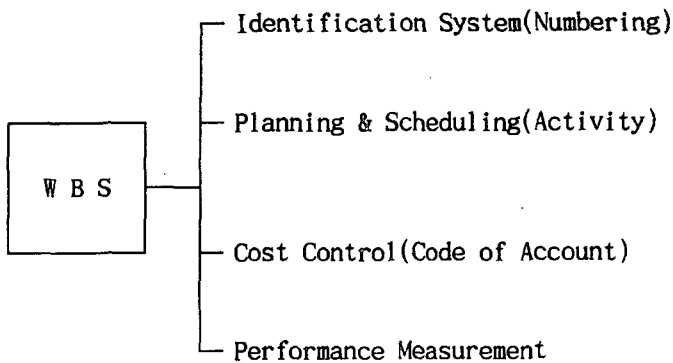 Identification System(Numbering)
Planning & Scheduling(Activity)
W B S
Cost Control(Code of Account)
Performance Measurement